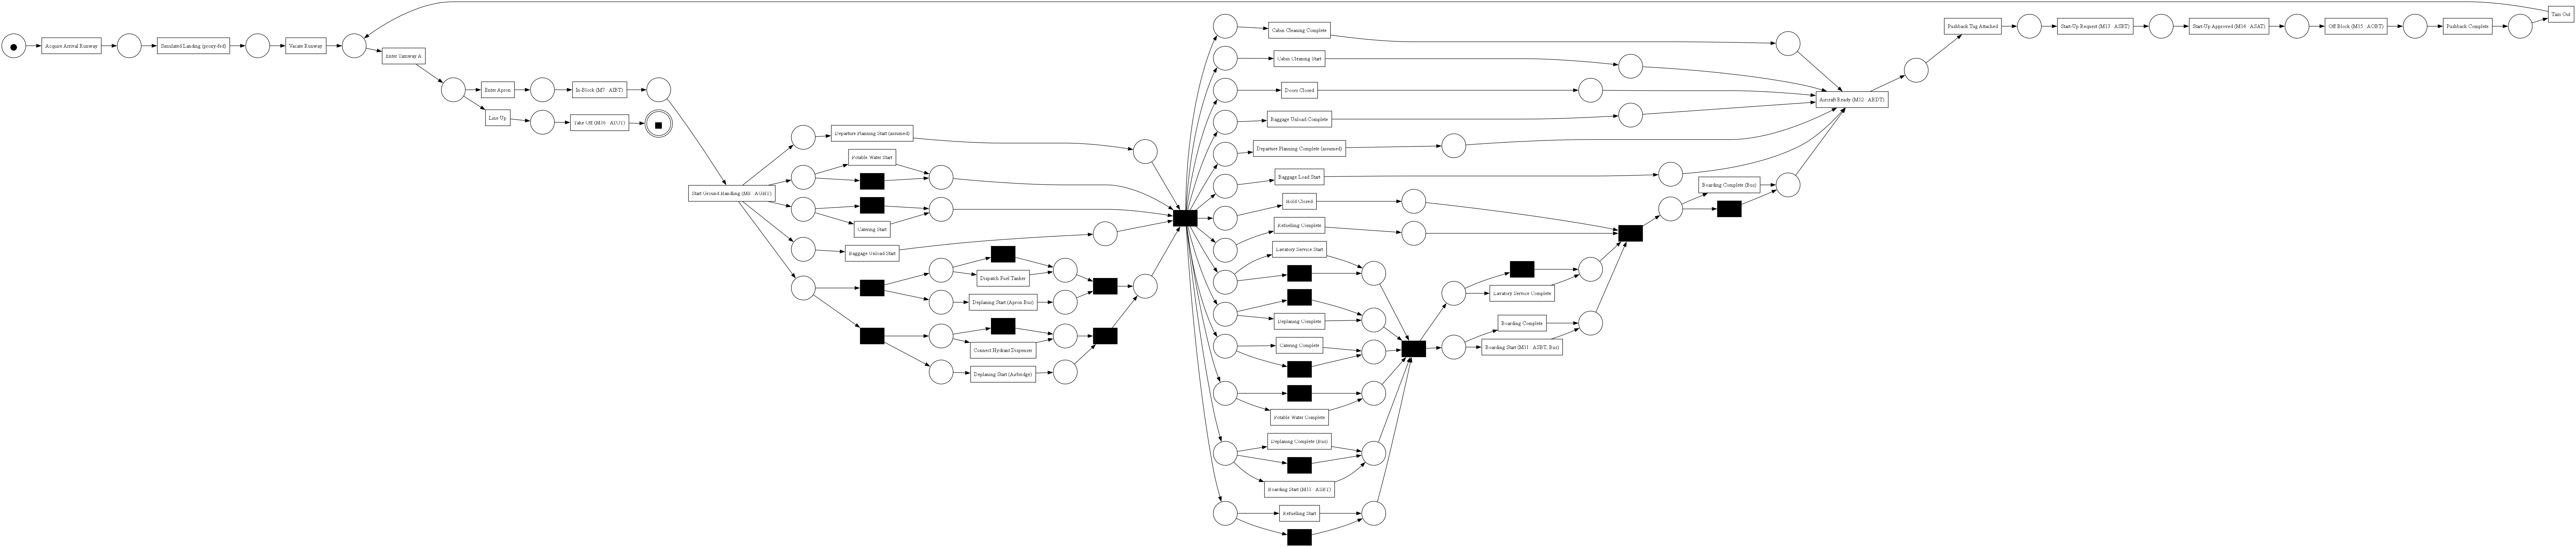 Acquire Arrival Runway
Simulated Landing (proxy-fed)
Vacate Runway
Enter Taxiway A
Enter Apron
In-Block (M7 · AIBT)
Line Up
Take Off (M16 · ATOT)
Start Ground Handling (M8 · AGHT)
Departure Planning Start (assumed)
Potable Water Start
Catering Start
Baggage Unload Start
Dispatch Fuel Tanker
Deplaning Start (Apron Bus)
Connect Hydrant Dispenser
Deplaning Start (Airbridge)
Cabin Cleaning Complete
Cabin Cleaning Start
Doors Closed
Baggage Unload Complete
Departure Planning Complete (assumed)
Baggage Load Start
Hold Closed
Refuelling Complete
Lavatory Service Start
Deplaning Complete
Catering Complete
Potable Water Complete
Deplaning Complete (Bus)
Boarding Start (M11 · ASBT)
Refuelling Start
Lavatory Service Complete
Boarding Complete
Boarding Start (M11 · ASBT, Bus)
Boarding Complete (Bus)
Aircraft Ready (M12 · ARDT)
Pushback Tug Attached
Start-Up Request (M13 · ASRT)
Start-Up Approved (M14 · ASAT)
Off Block (M15 · AOBT)
Pushback Complete
Taxi Out